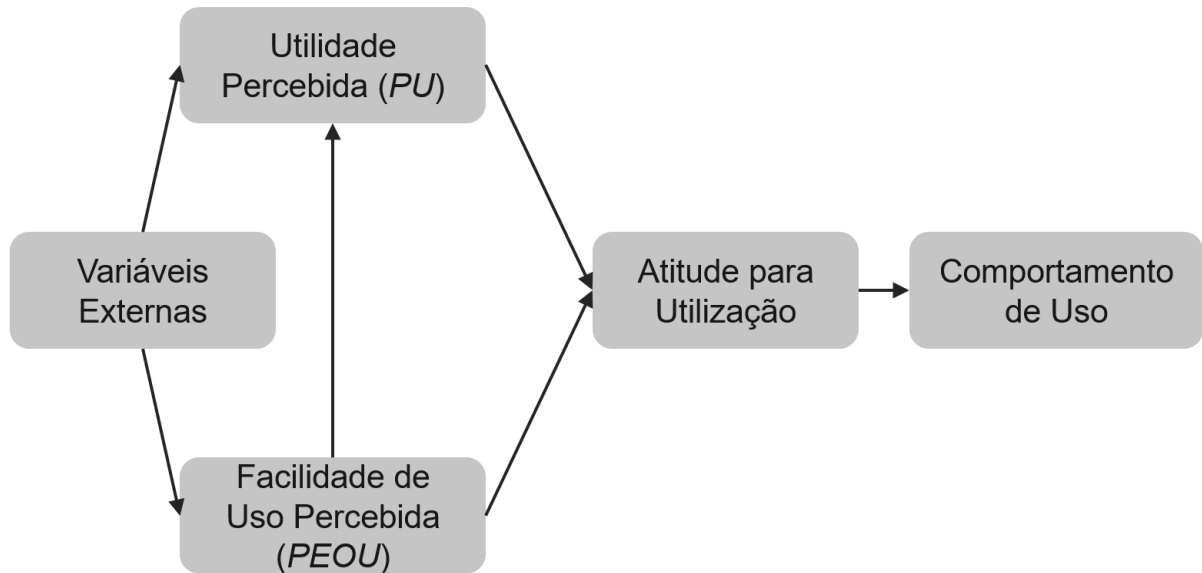 Utilidade
Percebida (PU)
Variáveis
Externas
Facilidade de
Uso Percebida
(PEOU)
Atitude para
Utilização
Comportamento
de Uso